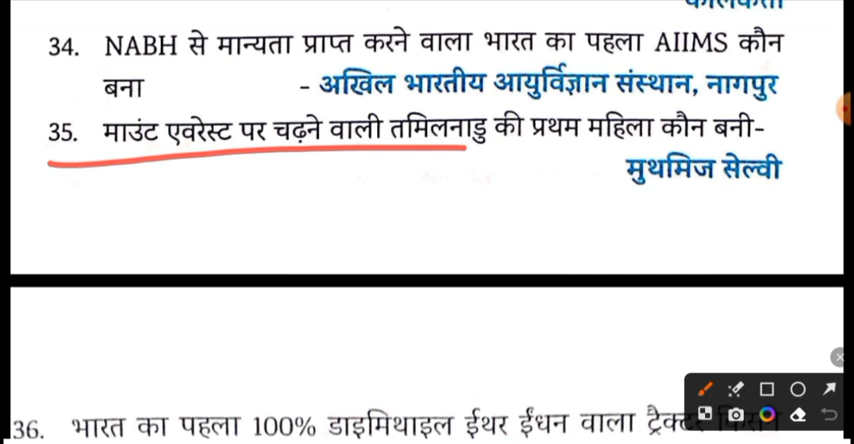 34. NABH से मान्यता प्राप्त करने वाला भारत का पहला AIIMS कौन
बना - अखिल भारतीय आयुर्विज्ञान संस्थान, नागपुर
35. माउंट एवरेस्ट पर चढ़ने वाली तमिलनाडु की प्रथम महिला कौन बनी-
मुथमिज सेल्वी
36. भारत का पहला 100% डाइमिथाइल ईथर ईंधन वाला ट्रैक्टर